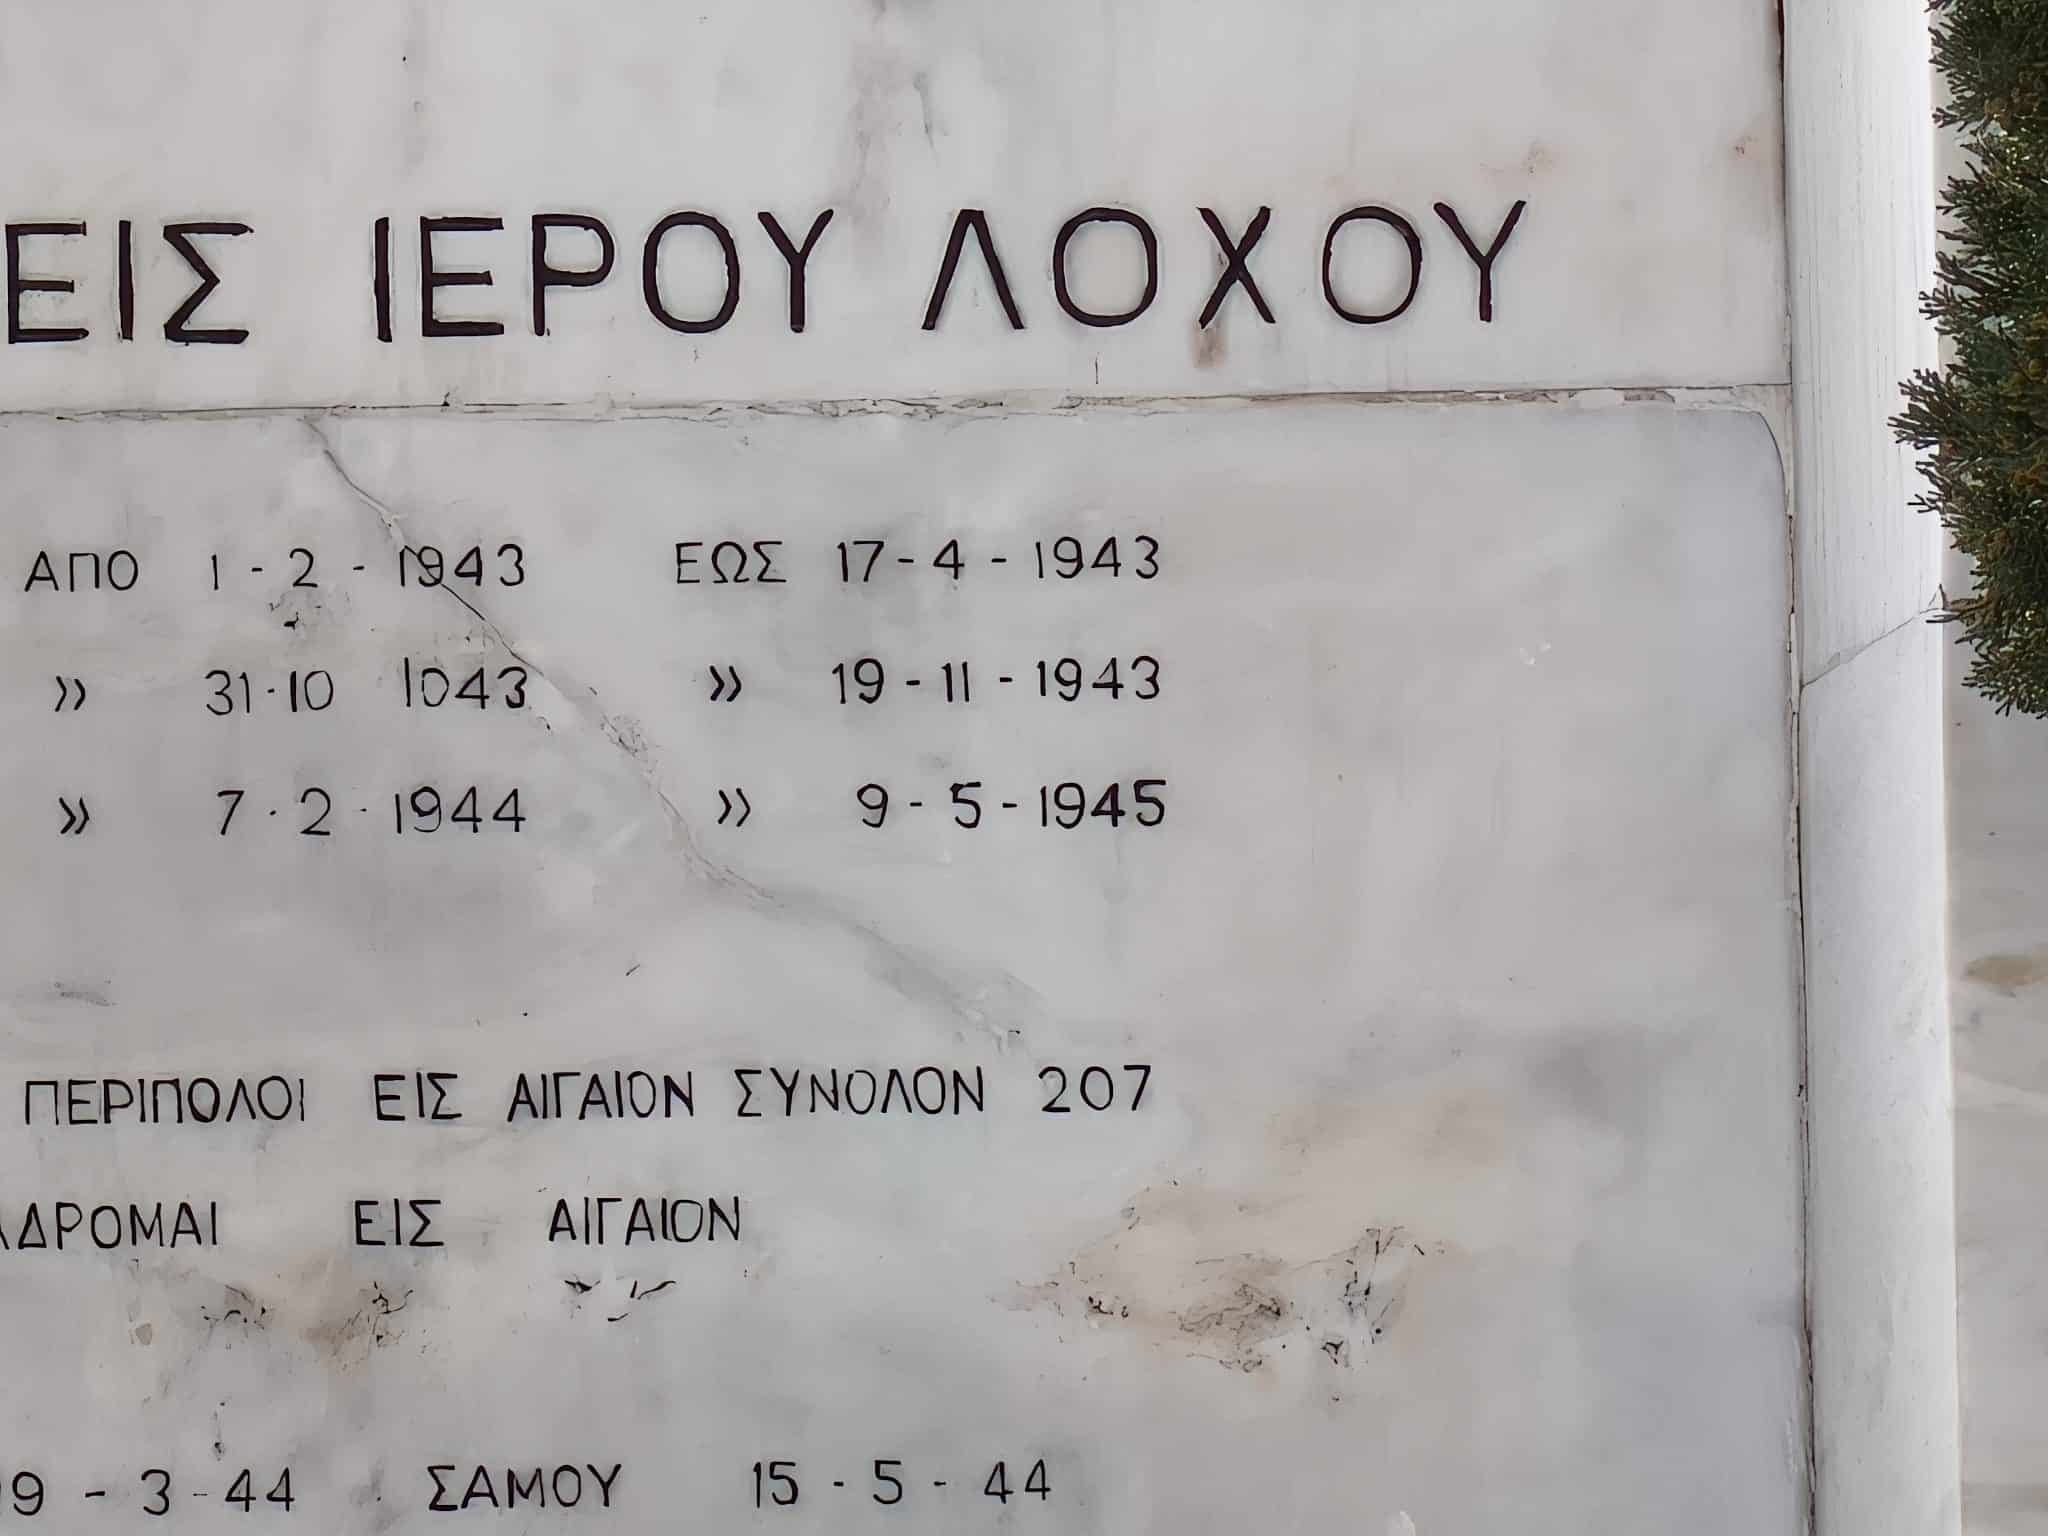 ΕΙΣ ΙΕΡΟΥ ΛΟΧΟΥ
ΑΠΟ 1 - 2 - 1943 ΕΩΣ 17 - 4 - 1943
» 31·10 1043 » 19 - 11 - 1943
» 7 · 2 · 1944 » 9 - 5 - 1945
ΠΕΡΙΠΟΛΟΙ ΕΙΣ ΑΙΓΑΙΟΝ ΣΥΝΟΛΟΝ 207
ΑΔΡΟΜΑΙ ΕΙΣ ΑΙΓΑΙΟΝ
9 - 3 - 44 ΣΑΜΟΥ 15 - 5 - 44